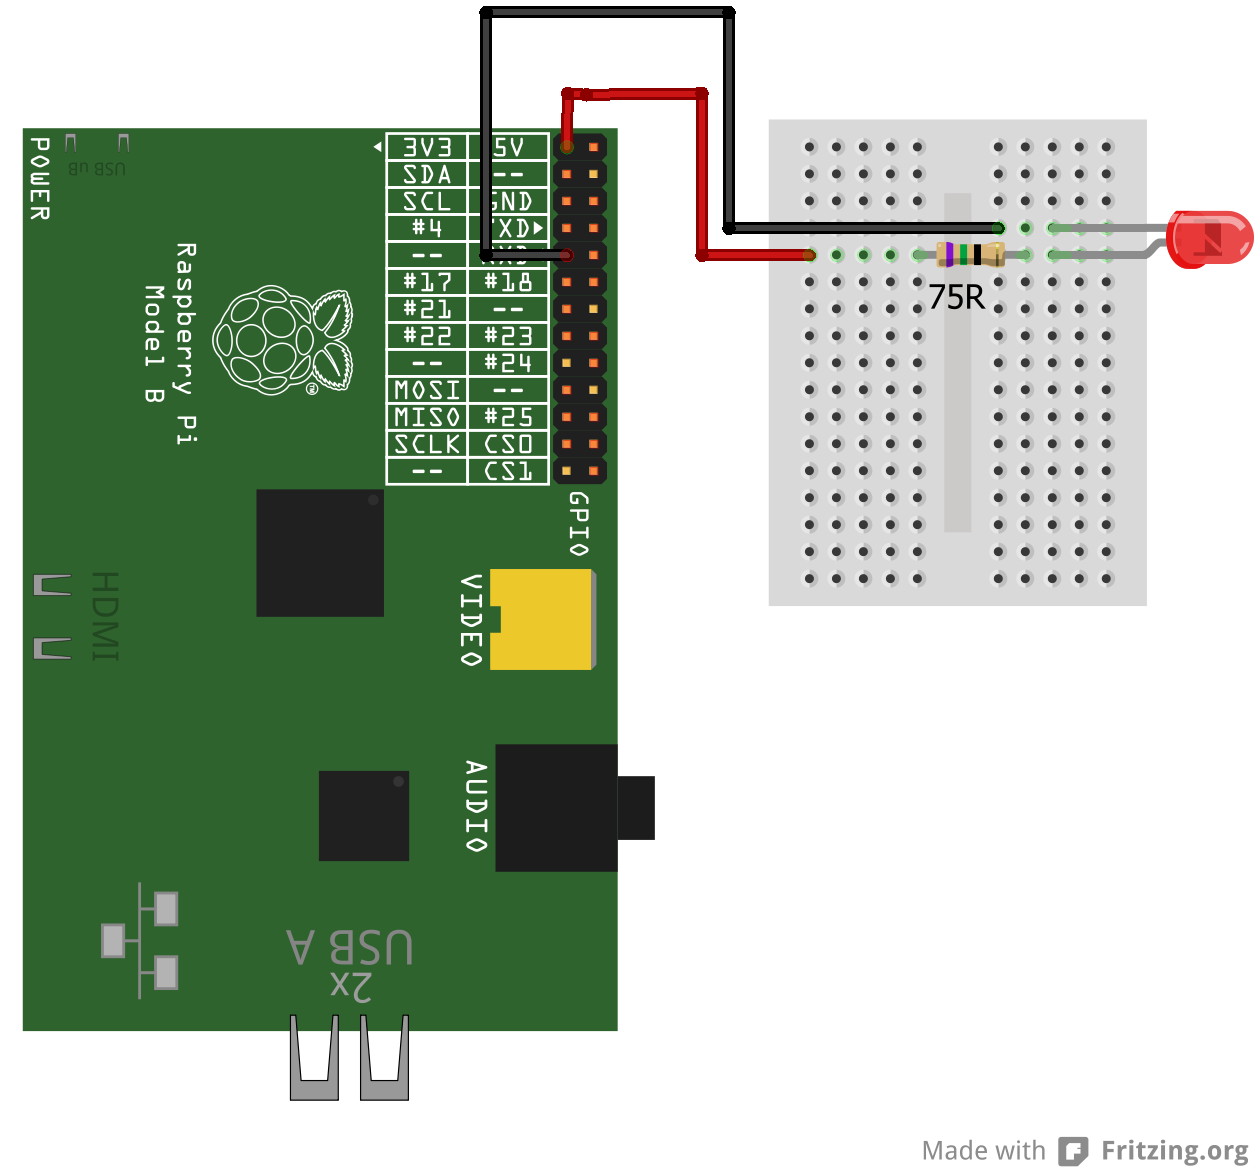 POWER
uB USB
3V3 5V
SDA --
SCL GND
#4 TXD
-- RXD
#17 #18
#21 --
#22 #23
-- #24
MOSI --
MISO #25
SCLK CS0
-- CS1
Raspberry Pi
Model B
75R
GPIO
HDMI
VIDEO
AUDIO
USB A
2x
Made with Fritzing.org